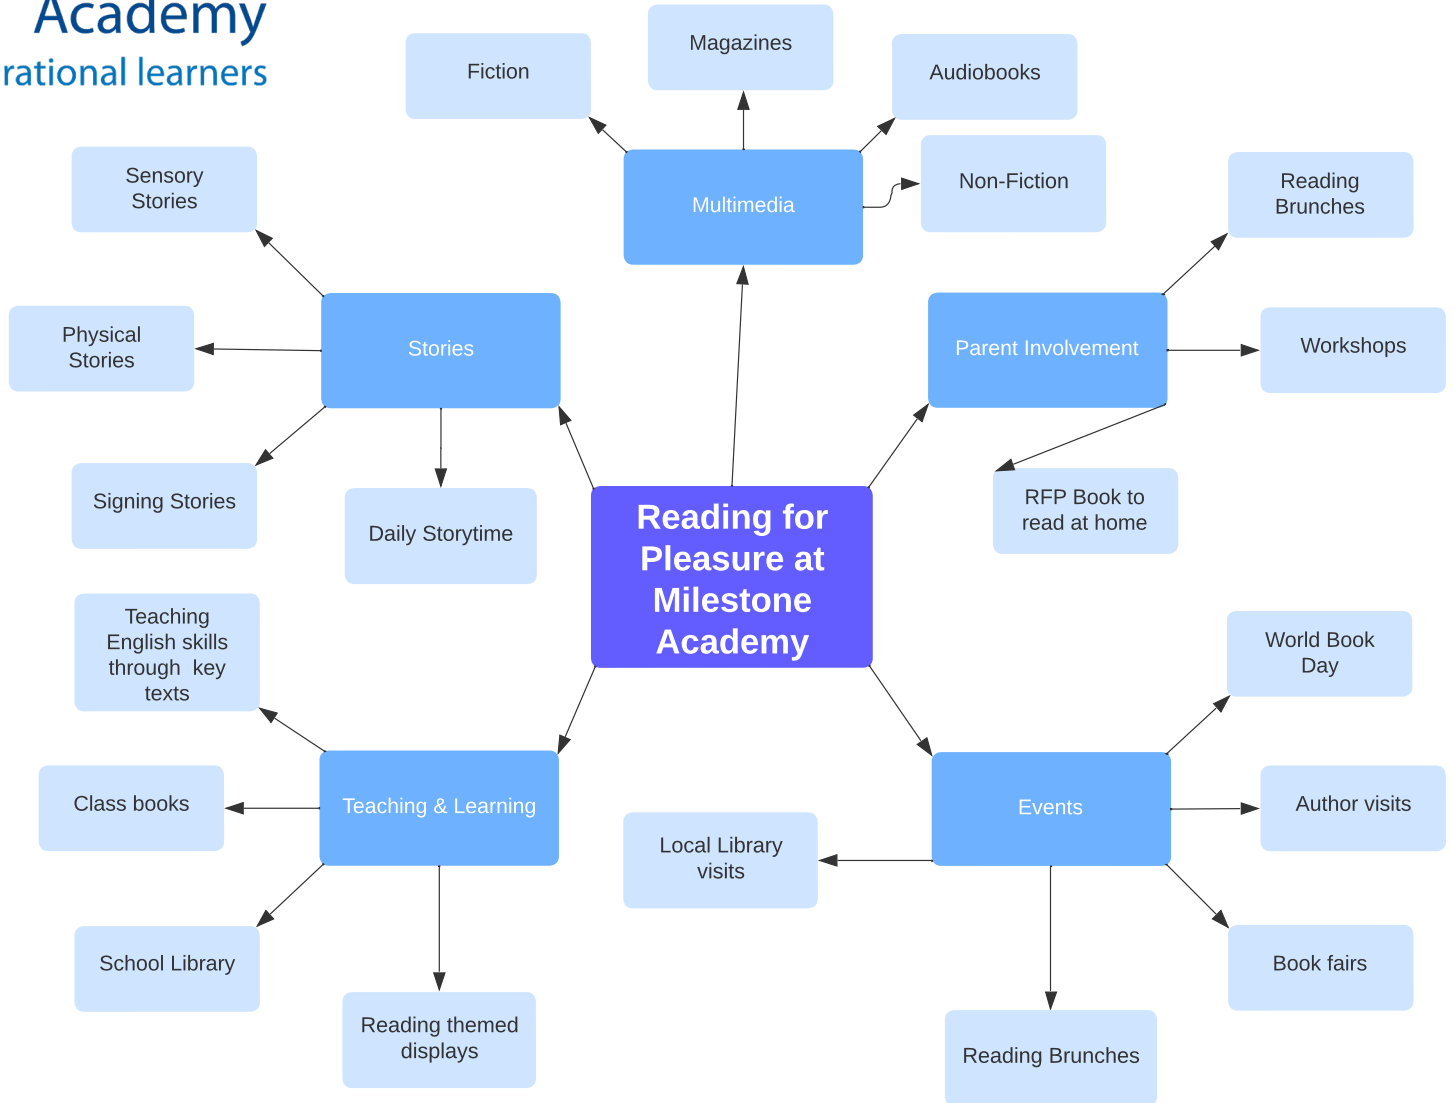 Academy
rational learners
Fiction
Magazines
Audiobooks
Non-Fiction
Multimedia
Sensory
Stories
Physical
Stories
Stories
Signing Stories
Daily Storytime
Reading
Brunches
Parent Involvement
Workshops
RFP Book to
read at home
Reading for
Pleasure at
Milestone
Academy
Teaching
English skills
through  key
texts
Class books
Teaching & Learning
School Library
Reading themed
displays
World Book
Day
Events
Author visits
Local Library
visits
Book fairs
Reading Brunches